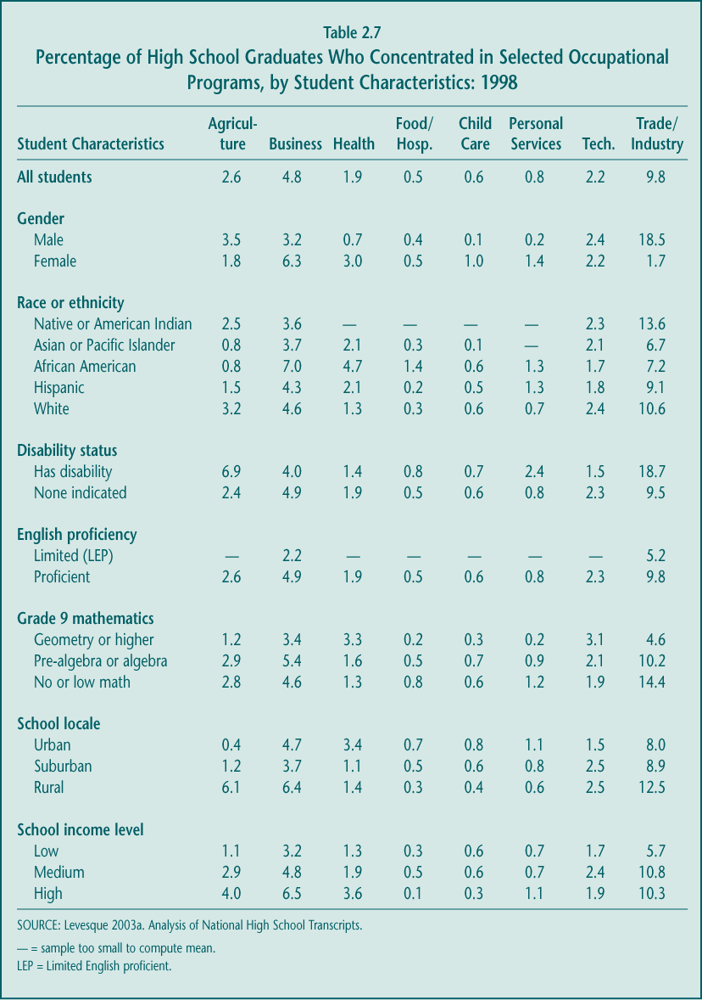 Table 2.7
Percentage of High School Graduates Who Concentrated in Selected Occupational
Programs, by Student Characteristics: 1998
Agricul- Food/ Child Personal Trade/
Student Characteristics ture Business Health Hosp. Care Services Tech. Industry
All students 2.6 4.8 1.9 0.5 0.6 0.8 2.2 9.8
Gender
Male 3.5 3.2 0.7 0.4 0.1 0.2 2.4 18.5
Female 1.8 6.3 3.0 0.5 1.0 1.4 2.2 1.7
Race or ethnicity
Native or American Indian 2.5 3.6 — — — — 2.3 13.6
Asian or Pacific Islander 0.8 3.7 2.1 0.3 0.1 — 2.1 6.7
African American 0.8 7.0 4.7 1.4 0.6 1.3 1.7 7.2
Hispanic 1.5 4.3 2.1 0.2 0.5 1.3 1.8 9.1
White 3.2 4.6 1.3 0.3 0.6 0.7 2.4 10.6
Disability status
Has disability 6.9 4.0 1.4 0.8 0.7 2.4 1.5 18.7
None indicated 2.4 4.9 1.9 0.5 0.6 0.8 2.3 9.5
English proficiency
Limited (LEP) — 2.2 — — — — — 5.2
Proficient 2.6 4.9 1.9 0.5 0.6 0.8 2.3 9.8
Grade 9 mathematics
Geometry or higher 1.2 3.4 3.3 0.2 0.3 0.2 3.1 4.6
Pre-algebra or algebra 2.9 5.4 1.6 0.5 0.7 0.9 2.1 10.2
No or low math 2.8 4.6 1.3 0.8 0.6 1.2 1.9 14.4
School locale
Urban 0.4 4.7 3.4 0.7 0.8 1.1 1.5 8.0
Suburban 1.2 3.7 1.1 0.5 0.6 0.8 2.5 8.9
Rural 6.1 6.4 1.4 0.3 0.4 0.6 2.5 12.5
School income level
Low 1.1 3.2 1.3 0.3 0.6 0.7 1.7 5.7
Medium 2.9 4.8 1.9 0.5 0.6 0.7 2.4 10.8
High 4.0 6.5 3.6 0.1 0.3 1.1 1.9 10.3
SOURCE: Levesque 2003a. Analysis of National High School Transcripts.
— = sample too small to compute mean.
LEP = Limited English proficient.